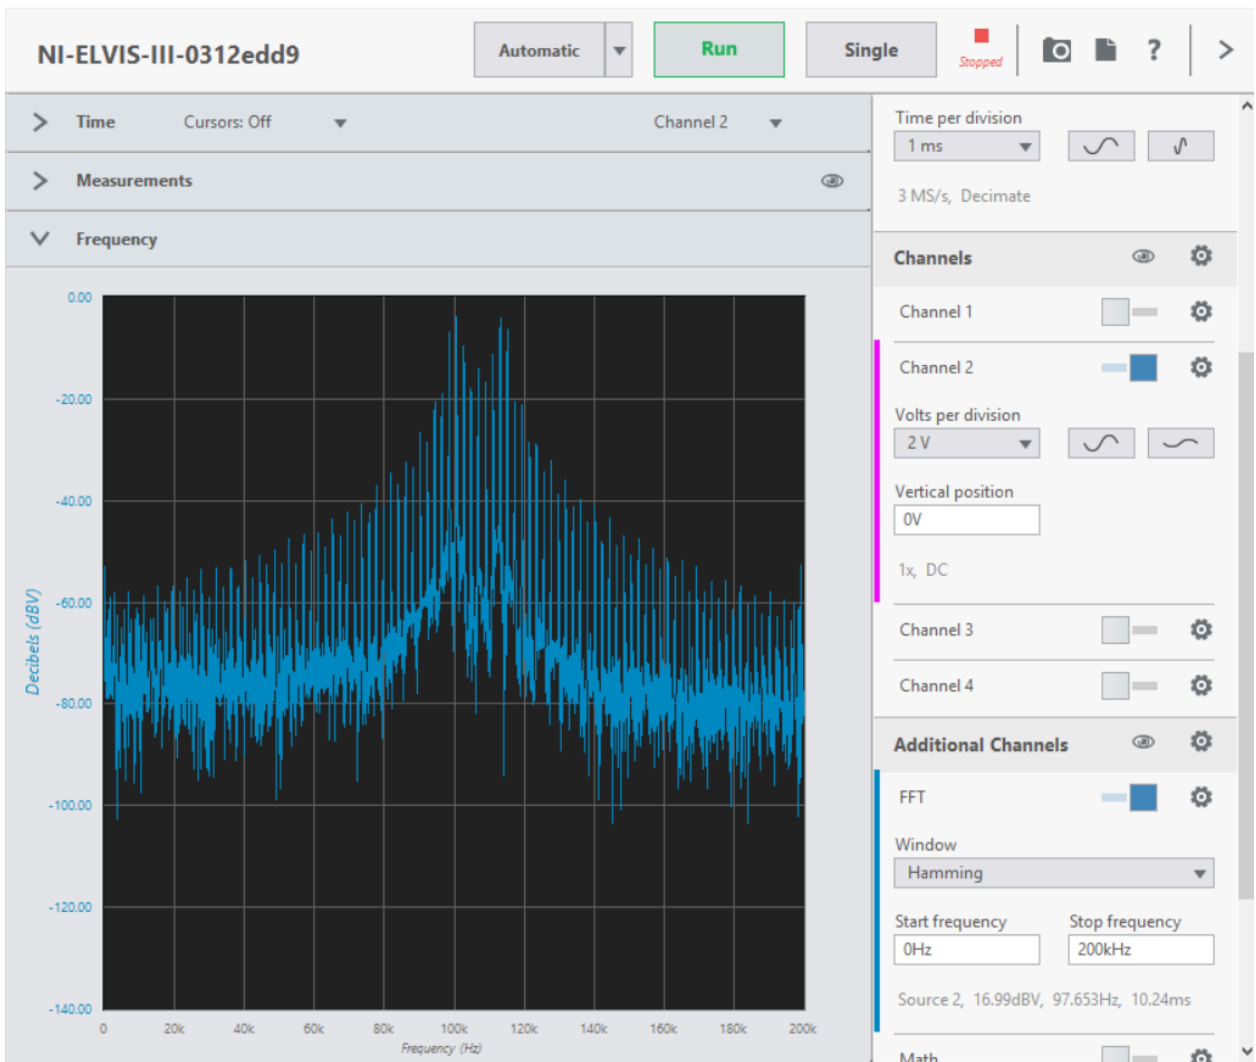 NI-ELVIS-III-0312edd9 Automatic Run Single Stopped ?
Time Cursors: Off Channel 2
Measurements
Frequency
0.00
-20.00
-40.00
-60.00
-80.00
-100.00
-120.00
-140.00
Decibels (dBV)
0 20k 40k 60k 80k 100k 120k 140k 160k 180k 200k
Frequency (Hz)
Time per division
1 ms
3 MS/s, Decimate
Channels
Channel 1
Channel 2
Volts per division
2 V
Vertical position
0V
1x, DC
Channel 3
Channel 4
Additional Channels
FFT
Window
Hamming
Start frequency Stop frequency
0Hz 200kHz
Source 2, 16.99dBV, 97.653Hz, 10.24ms
Math